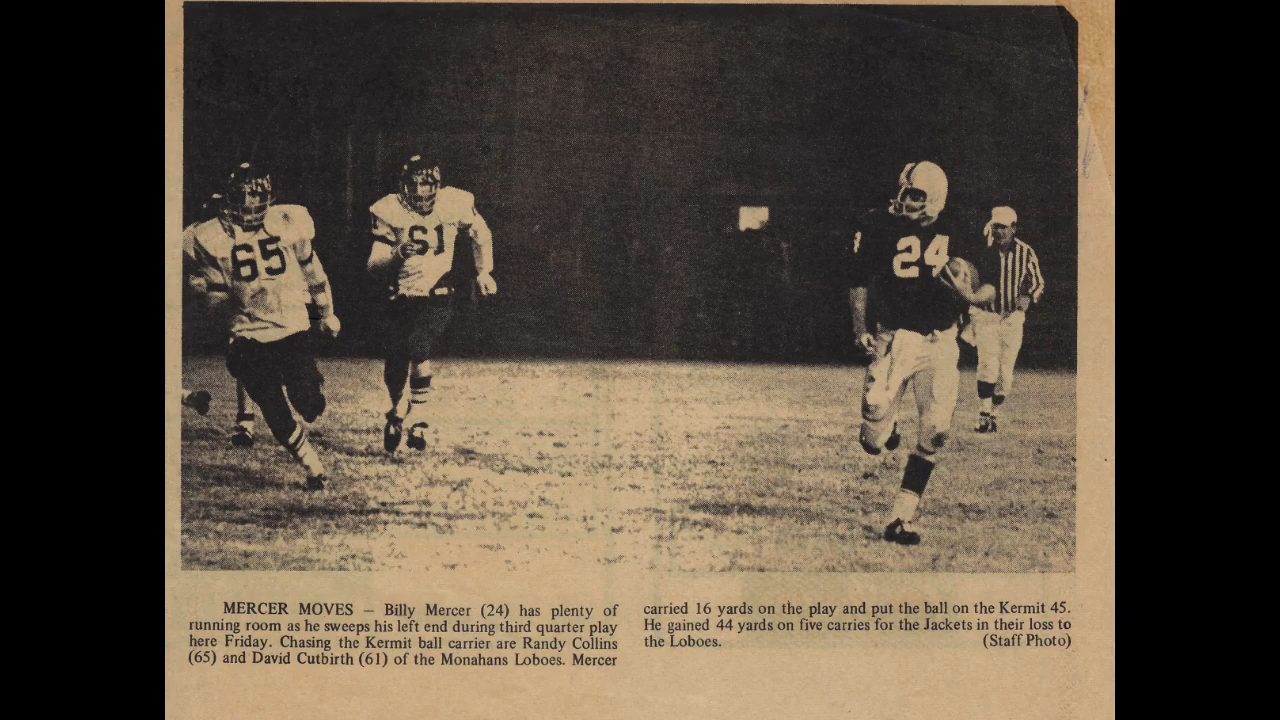 65
61
24
MERCER MOVES — Billy Mercer (24) has plenty of
running room as he sweeps his left end during third quarter play
here Friday. Chasing the Kermit ball carrier are Randy Collins
(65) and David Cutbirth (61) of the Monahans Loboes. Mercer
carried 16 yards on the play and put the ball on the Kermit 45.
He gained 44 yards on five carries for the Jackets in their loss to
the Loboes. (Staff Photo)